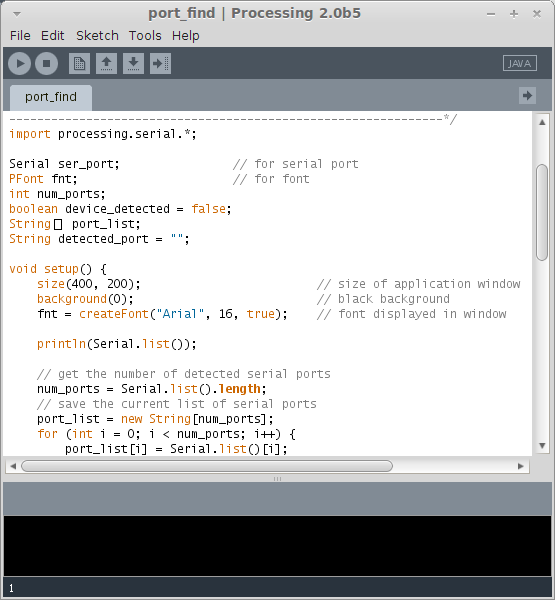 port_find | Processing 2.0b5
File Edit Sketch Tools Help
JAVA
port_find
--------------------------------------------------------------*/
import processing.serial.*;
Serial ser_port;                // for serial port
PFont fnt;                      // for font
int num_ports;
boolean device_detected = false;
String[] port_list;
String detected_port = "";
void setup() {
    size(400, 200);                         // size of application window
    background(0);                          // black background
    fnt = createFont("Arial", 16, true);    // font displayed in window
    println(Serial.list());
    // get the number of detected serial ports
    num_ports = Serial.list().length;
    // save the current list of serial ports
    port_list = new String[num_ports];
    for (int i = 0; i < num_ports; i++) {
        port_list[i] = Serial.list()[i];
1